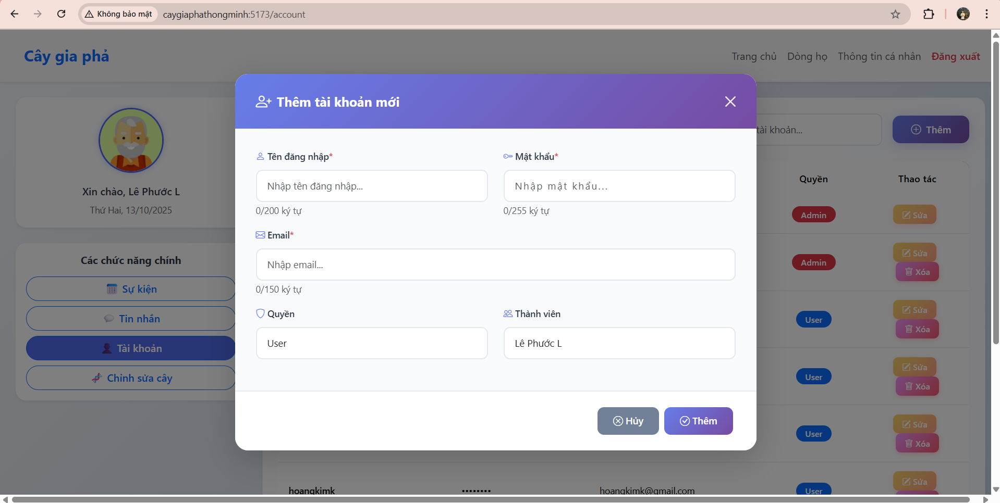 Không bảo mật
caygiaphathongminh:5173/account
Cây gia phả
Trang chủ Dòng họ Thông tin cá nhân Đăng xuất
Xin chào, Lê Phước L
Thứ Hai, 13/10/2025
Các chức năng chính
Sự kiện
Tin nhắn
Tài khoản
Chỉnh sửa cây
Thêm tài khoản mới
Tên đăng nhập* Mật khẩu*
Nhập tên đăng nhập... Nhập mật khẩu...
0/200 ký tự 0/255 ký tự
Email*
Nhập email...
0/150 ký tự
Quyền Thành viên
User Lê Phước L
Hủy Thêm
tài khoản... Thêm
Quyền Thao tác
Admin Sửa
Admin Sửa
Xóa
User Sửa
Xóa
User Sửa
Xóa
User Sửa
Xóa
hoangkimk •••••••• hoangkimk@gmail.com User Sửa